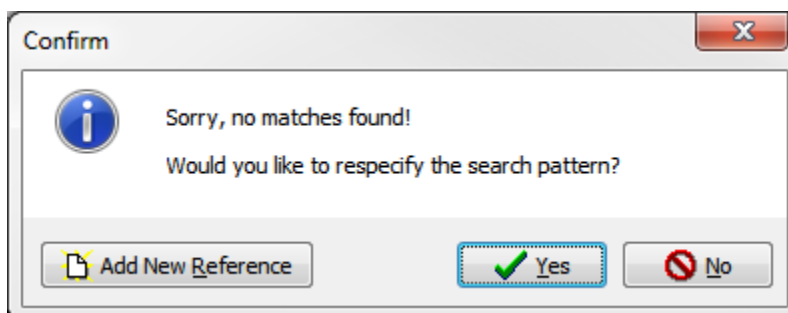 Confirm
Sorry, no matches found!
Would you like to respecify the search pattern?
Add New Reference
Yes
No